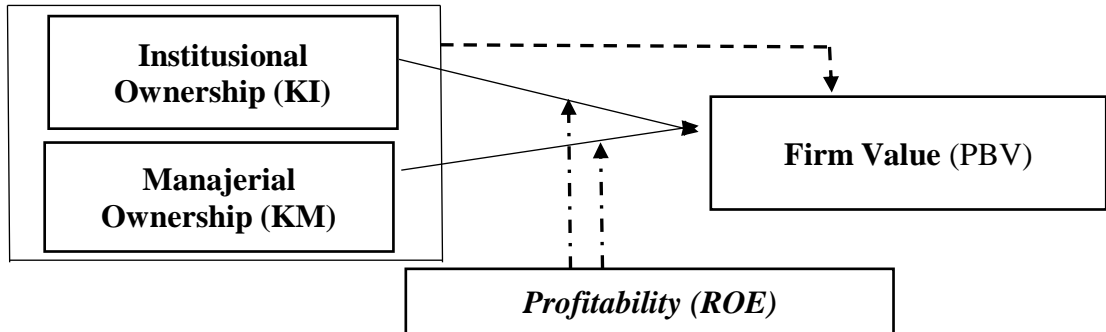 Institusional
Ownership (KI)
Firm Value (PBV)
Manajerial
Ownership (KM)
Profitability (ROE)